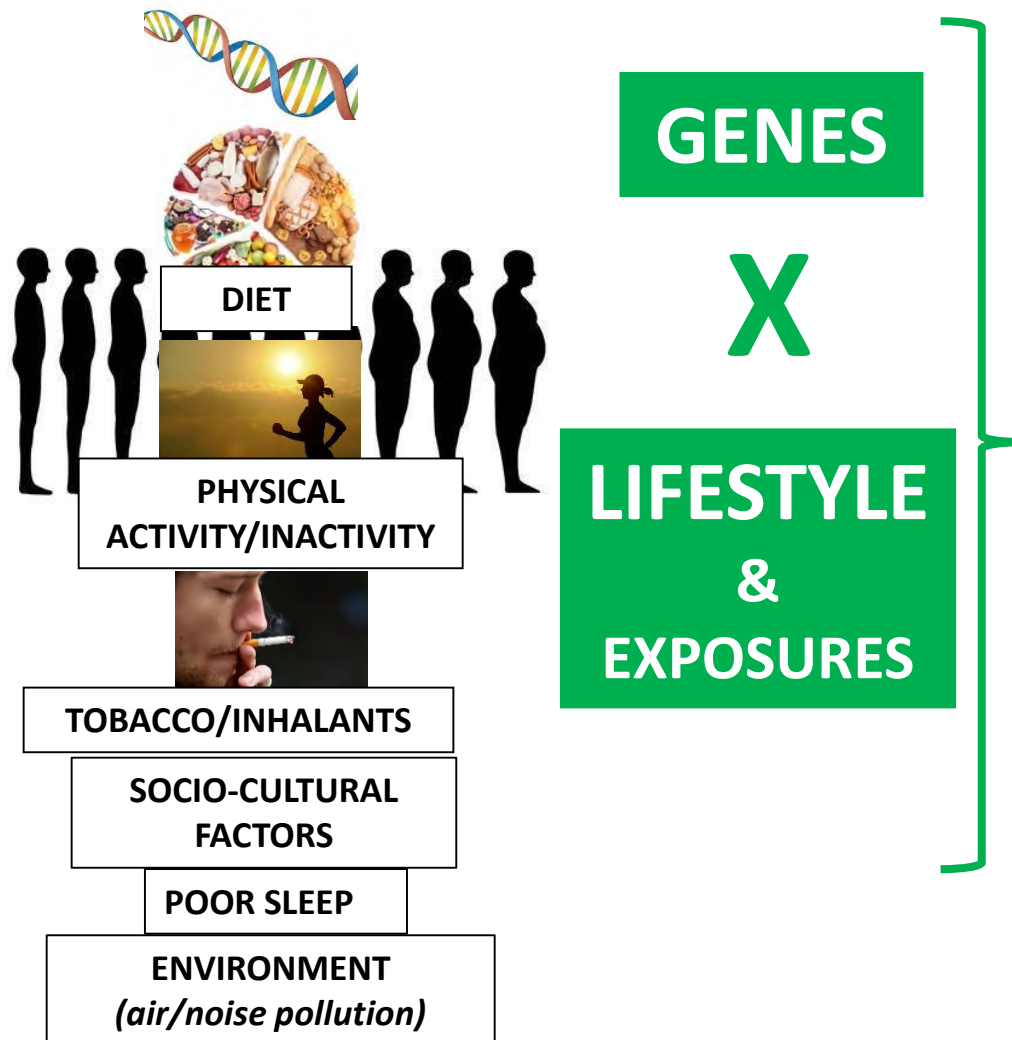 GENES
X
LIFESTYLE
&
EXPOSURES
DIET
PHYSICAL
ACTIVITY/INACTIVITY
TOBACCO/INHALANTS
SOCIO-CULTURAL
FACTORS
POOR SLEEP
ENVIRONMENT
(air/noise pollution)